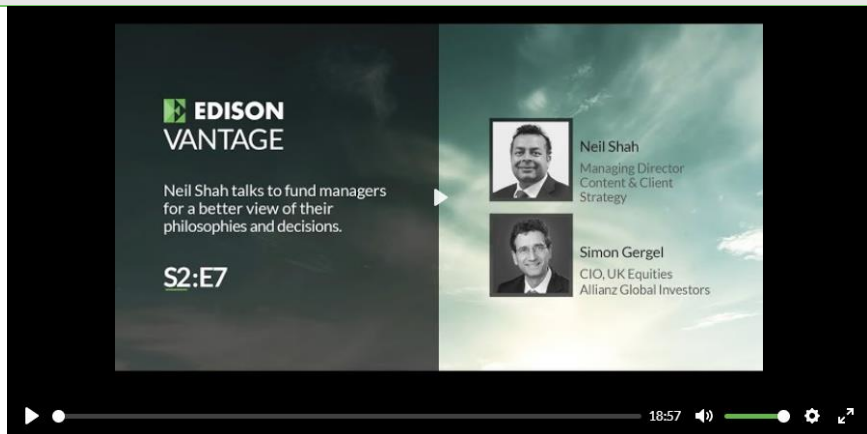 EDISON
VANTAGE
Neil Shah talks to fund managers
for a better view of their
philosophies and decisions.
S2:E7
Neil Shah
Managing Director
Content & Client
Strategy
Simon Gergel
CIO, UK Equities
Allianz Global Investors
18:57